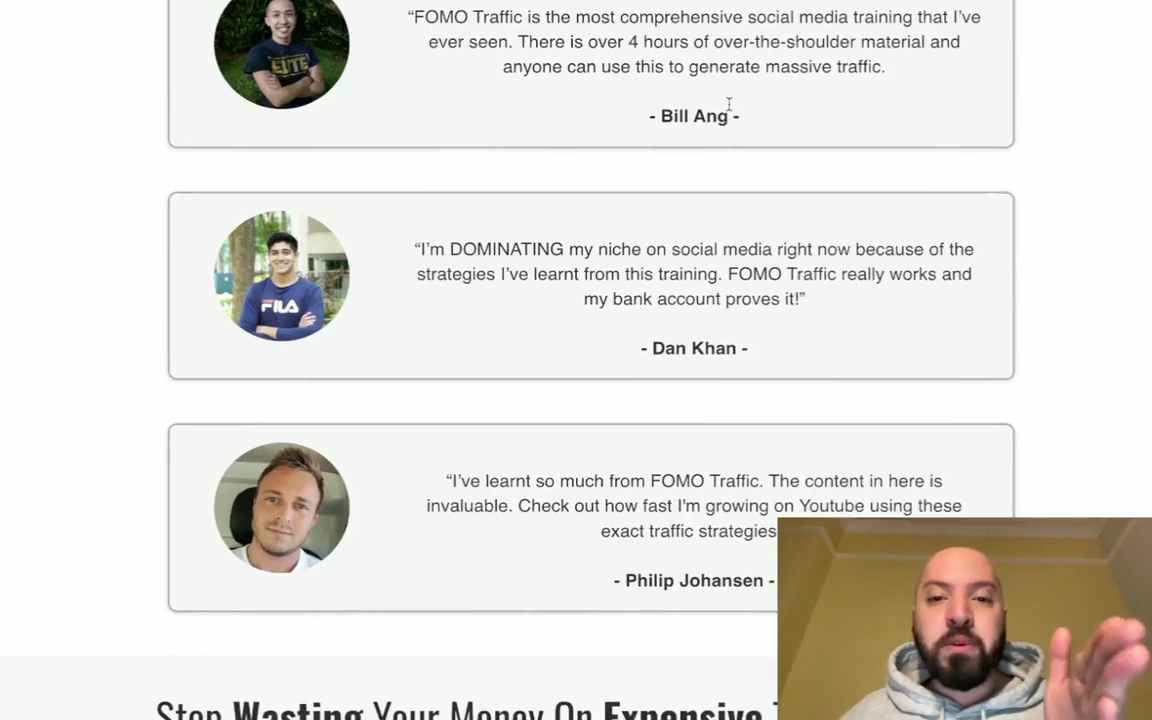 “FOMO Traffic is the most comprehensive social media training that I’ve
ever seen. There is over 4 hours of over-the-shoulder material and
anyone can use this to generate massive traffic.
- Bill Ang -
“I’m DOMINATING my niche on social media right now because of the
strategies I’ve learnt from this training. FOMO Traffic really works and
my bank account proves it!”
- Dan Khan -
FILA
“I’ve learnt so much from FOMO Traffic. The content in here is
invaluable. Check out how fast I'm growing on Youtube using these
exact traffic strategies
- Philip Johansen -
Stop Wasting Your Money On Expensive